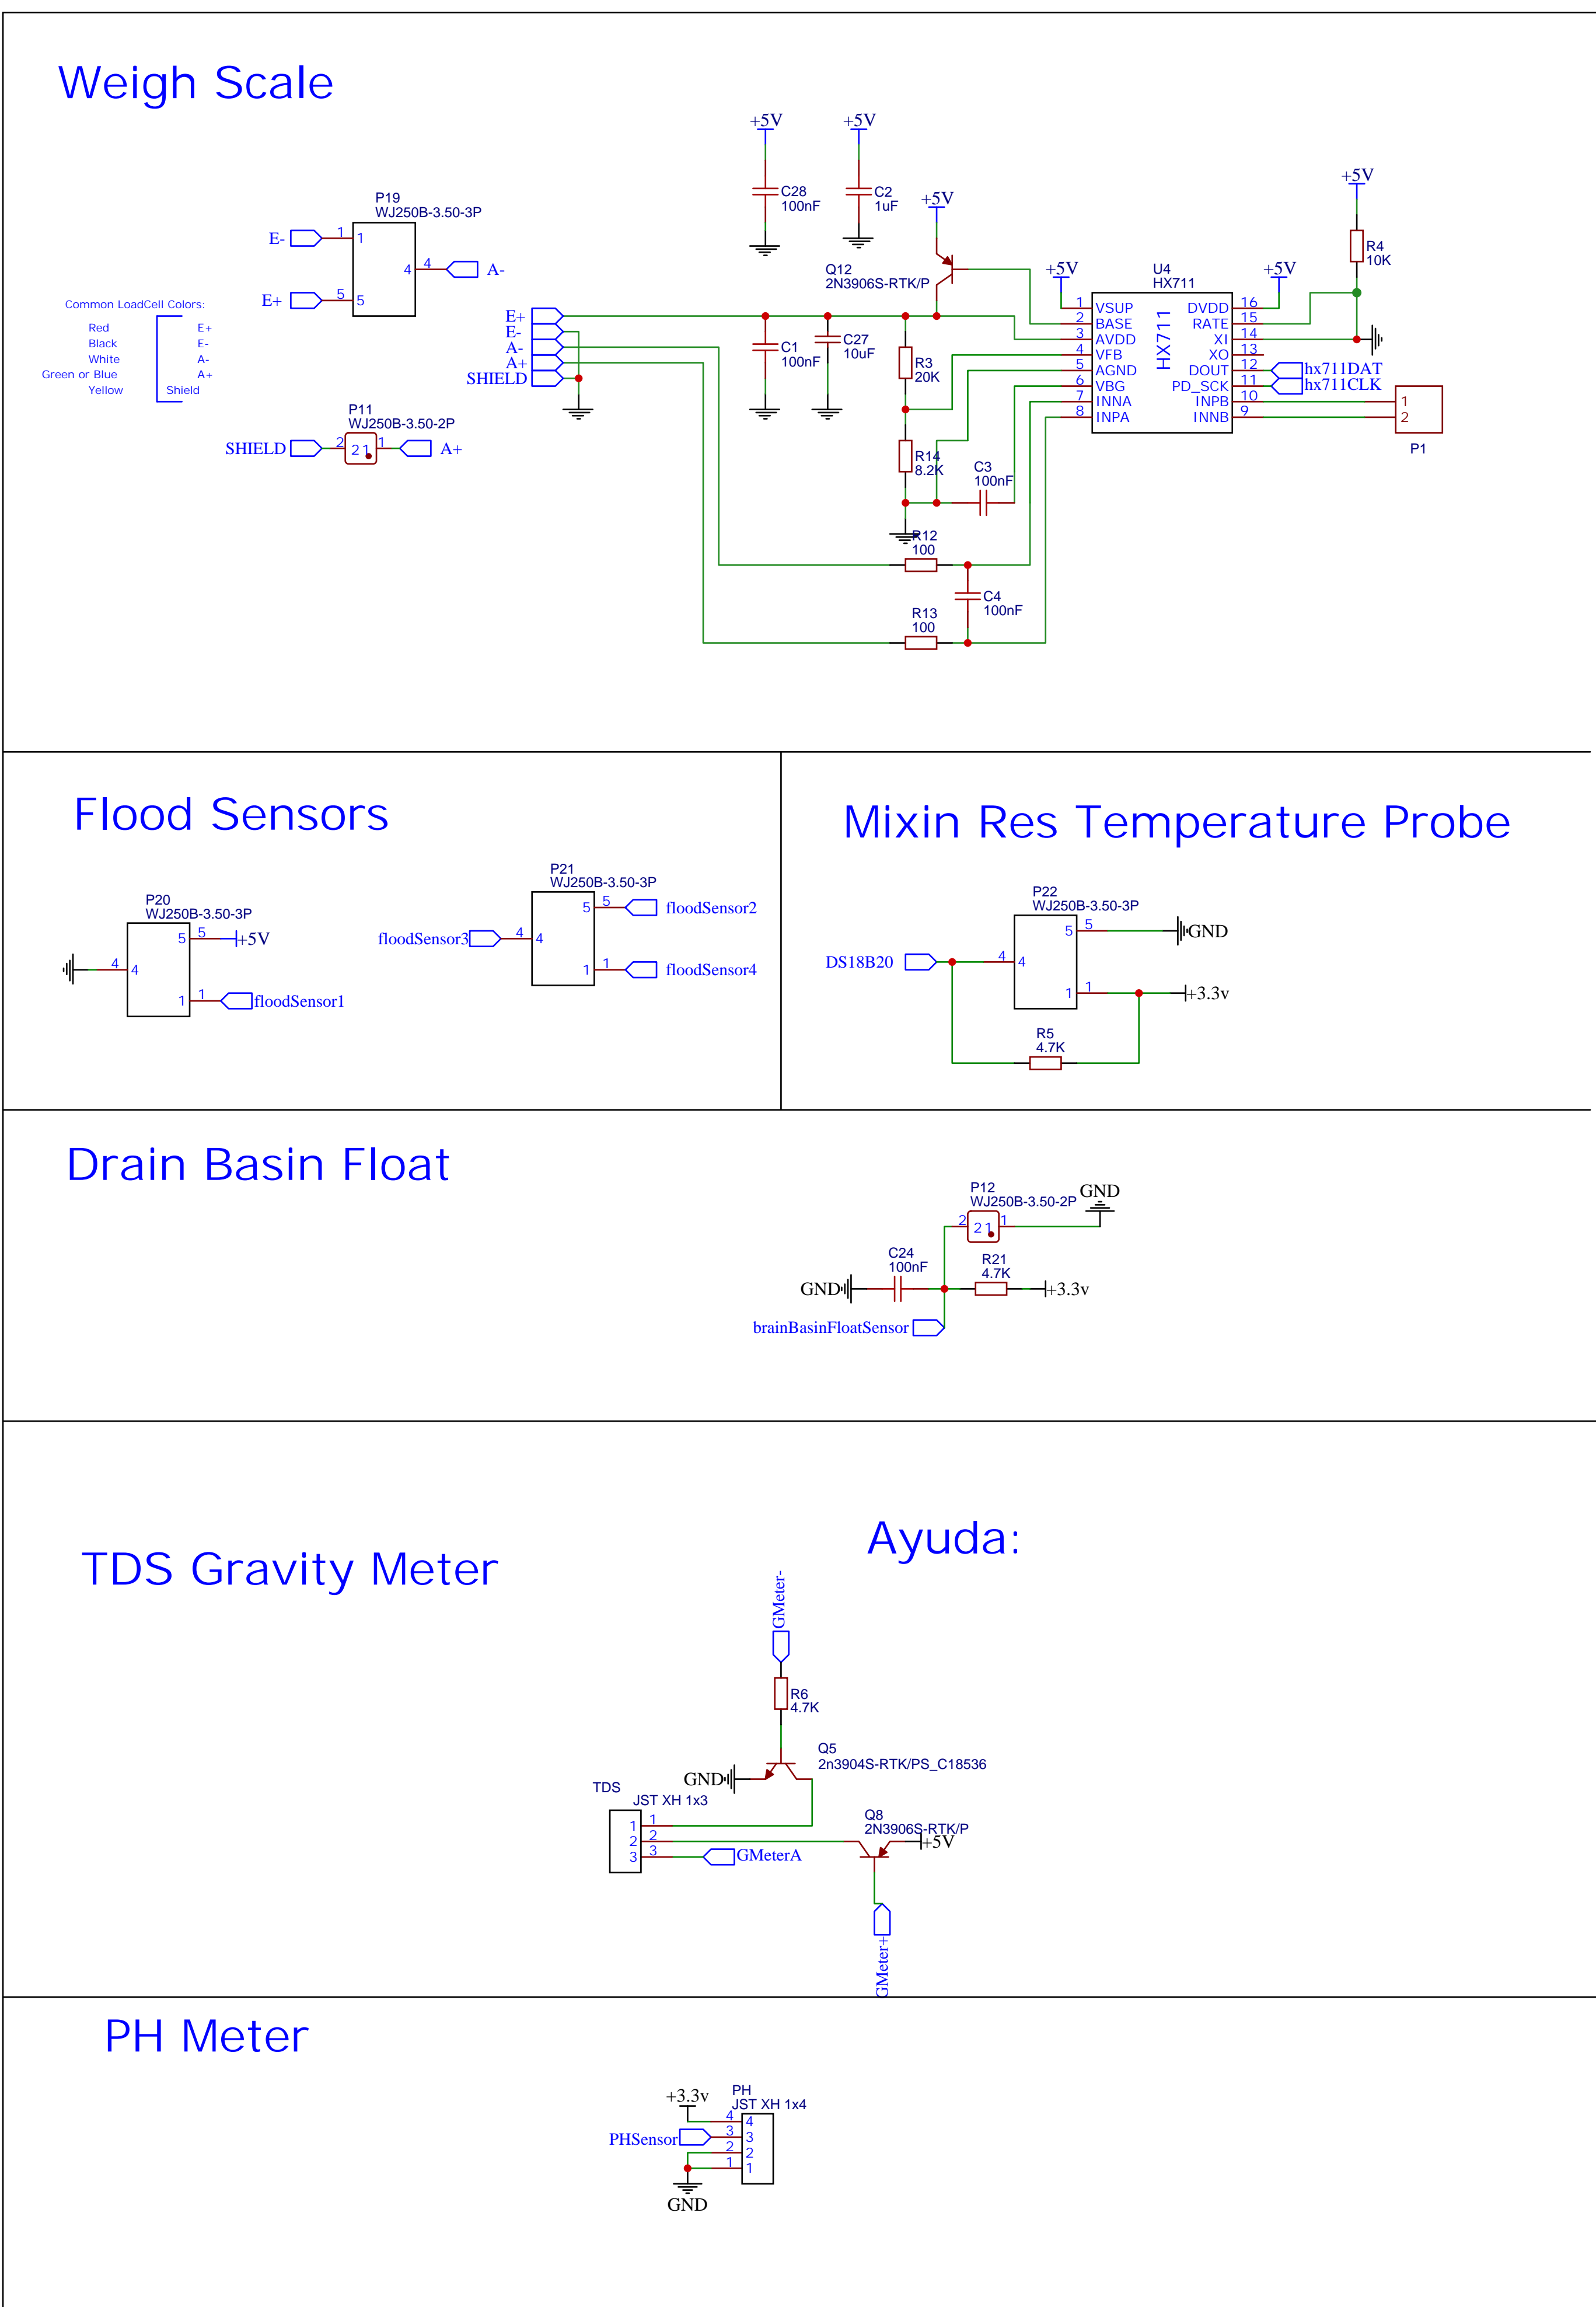 Weigh Scale
+5V
+5V
C28
100nF
C2
1uF
+5V
Q12
2N3906S-RTK/P
P19
WJ250B-3.50-3P
E-
1
1
4
4
A-
E+
5
5
Common LoadCell Colors:
Red E+
Black E-
White A-
Green or Blue A+
Yellow Shield
P11
WJ250B-3.50-2P
SHIELD
2
2 1
1
A+
E+
E-
A-
A+
SHIELD
C1
100nF
C27
10uF
R3
20K
R14
8.2K
C3
100nF
R12
100
C4
100nF
R13
100
+5V
U4
HX711
+5V
+5V
R4
10K
HX711
1 VSUP
2 BASE
3 AVDD
4 VFB
5 AGND
6 VBG
7 INNA
8 INPA
DVDD 16
RATE 15
XI 14
XO 13
DOUT 12
PD_SCK 11
INPB 10
INNB 9
hx711DAT
hx711CLK
1
2
P1
Flood Sensors
P20
WJ250B-3.50-3P
5
5
+5V
4
4
1
1
floodSensor1
P21
WJ250B-3.50-3P
5
5
floodSensor2
floodSensor3
4
4
1
1
floodSensor4
Mixin Res Temperature Probe
P22
WJ250B-3.50-3P
5
5
GND
DS18B20
4
4
1
1
+3.3v
R5
4.7K
Drain Basin Float
P12
WJ250B-3.50-2P
GND
2
2 1
1
C24
100nF
R21
4.7K
GND
+3.3v
brainBasinFloatSensor
TDS Gravity Meter
Ayuda:
GMeter-
R6
4.7K
Q5
2n3904S-RTK/PS_C18536
GND
TDS
JST XH 1x3
1
1
2
2
3
3
GMeterA
Q8
2N3906S-RTK/P
+5V
GMeter+
PH Meter
+3.3v
PH
JST XH 1x4
4
4
PHSensor
3
3
2
2
1
1
GND